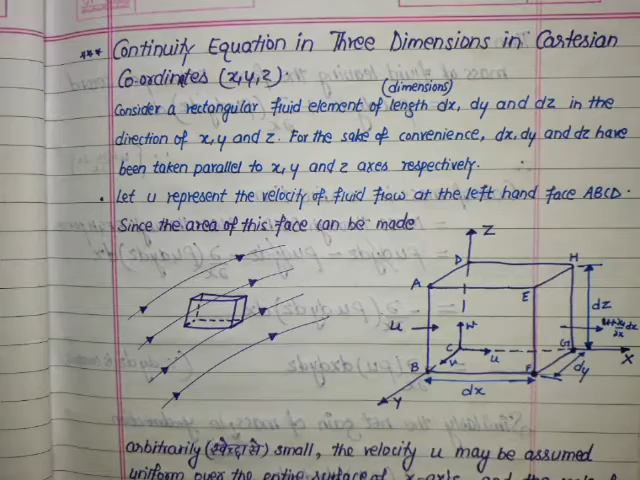 *** Continuity Equation in Three Dimensions in Cartesian
Co-ordinates (x,y,z):
(dimensions)
Consider a rectangular fluid element of length dx, dy and dz in the
direction of x, y and z. For the sake of convenience, dx, dy and dz have
been taken parallel to x, y and z axes respectively.
• Let u represent the velocity of fluid flow at the left hand face ABCD.
Since the area of this face can be made
Z
D
H
A
E
dz
u
w
C
G
u
v
X
B
F
dy
dx
Y
arbitrarily small, the velocity u may be assumed
uniform over the entire surface of